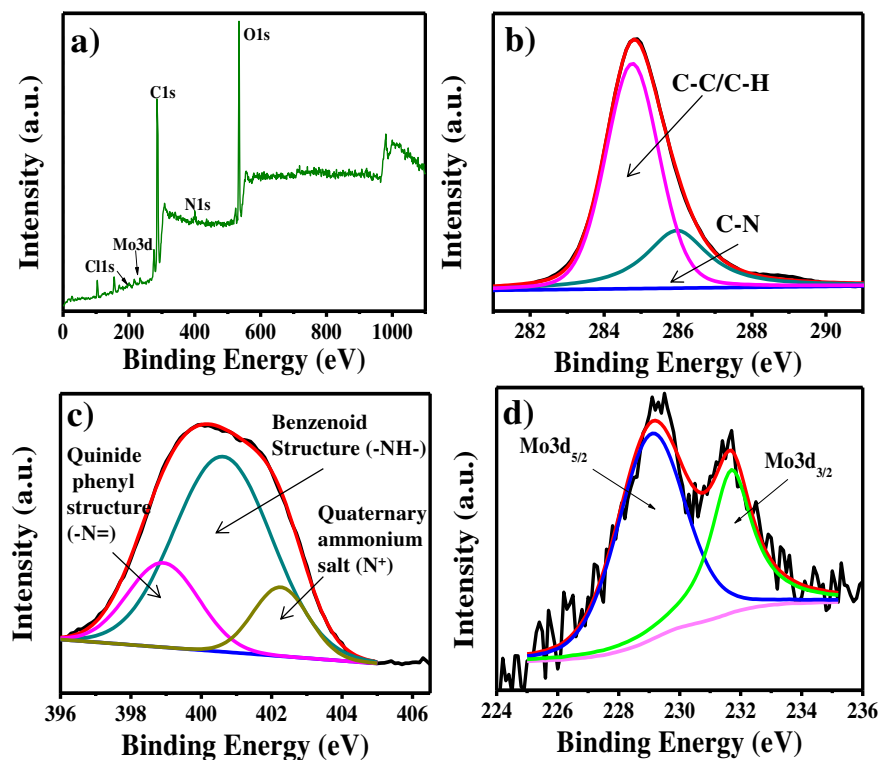 a)
O1s
C1s
N1s
Mo3d
Cl1s
0 200 400 600 800 1000
Binding Energy (eV)
Intensity (a.u.)
b)
C-C/C-H
C-N
282 284 286 288 290
Binding Energy (eV)
Intensity (a.u.)
c)
Benzenoid
Structure (-NH-)
Quinide
phenyl
structure
(-N=)
Quaternary
ammonium
salt (N⁺)
396 398 400 402 404 406
Binding Energy (eV)
Intensity (a.u.)
d)
Mo3d₅/₂
Mo3d₃/₂
224 226 228 230 232 234 236
Binding Energy (eV)
Intensity (a.u.)